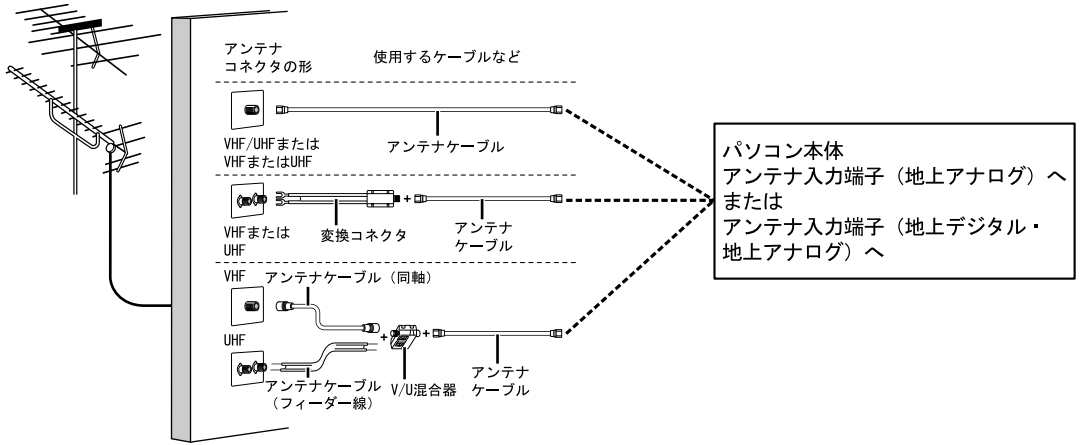 アンテナ
コネクタの形
使用するケーブルなど
VHF/UHFまたは
VHFまたはUHF
アンテナケーブル
VHFまたは
UHF
変換コネクタ
+
アンテナ
ケーブル
VHF
アンテナケーブル（同軸）
UHF
アンテナケーブル
（フィーダー線）
+
V/U混合器
+
アンテナ
ケーブル
パソコン本体
アンテナ入力端子（地上アナログ）へ
または
アンテナ入力端子（地上デジタル・
地上アナログ）へ